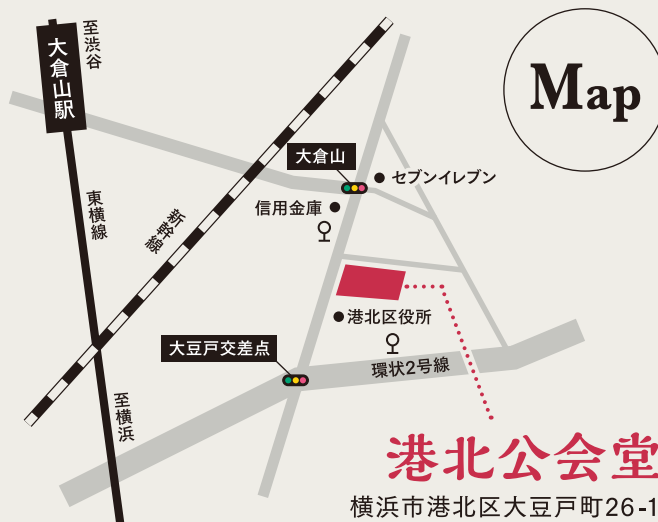 至渋谷
大倉山駅
Map
大倉山
セブンイレブン
信用金庫
東横線
新幹線
港北区役所
大豆戸交差点
環状2号線
至横浜
港北公会堂
横浜市港北区大豆戸町26-1